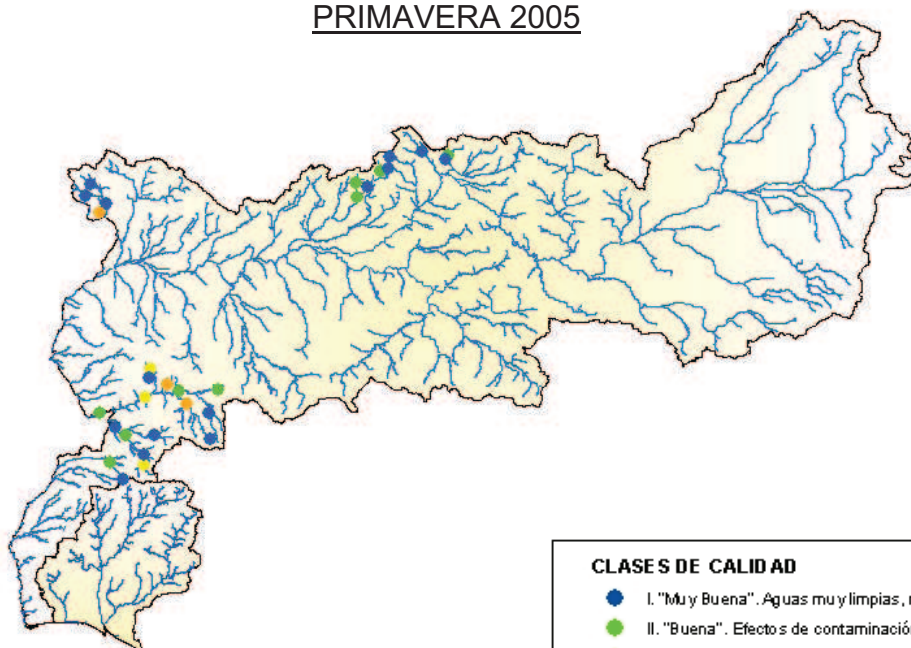 PRIMAVERA 2005
CLASES DE CALIDAD
I. "Muy Buena". Aguas muy limpias,
II. "Buena". Efectos de contaminación